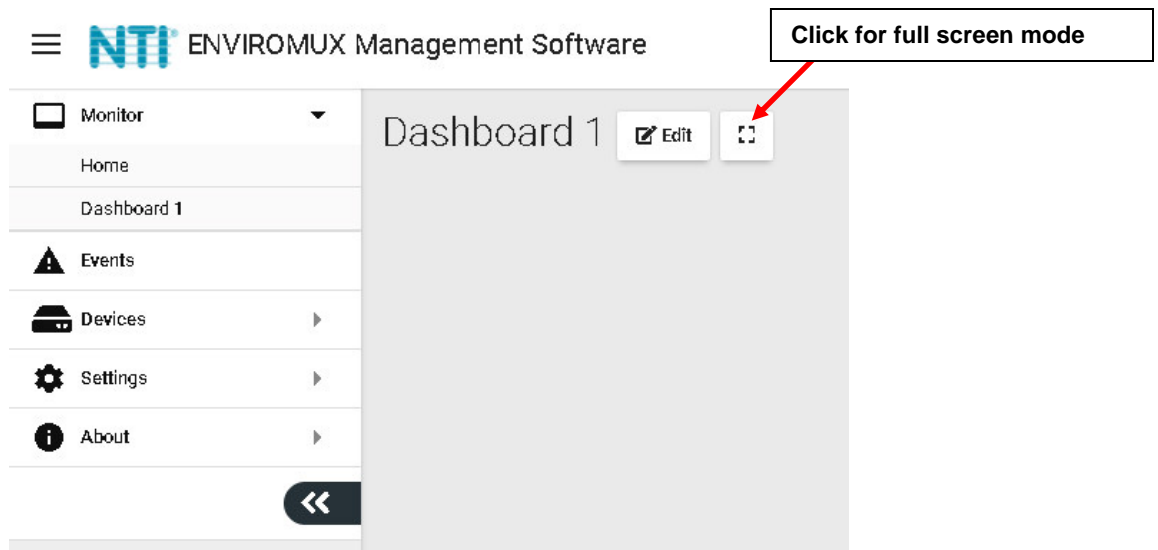 NTI® ENVIROMUX Management Software
Click for full screen mode
Monitor
Home
Dashboard 1
Events
Devices
Settings
About
Dashboard 1
Edit